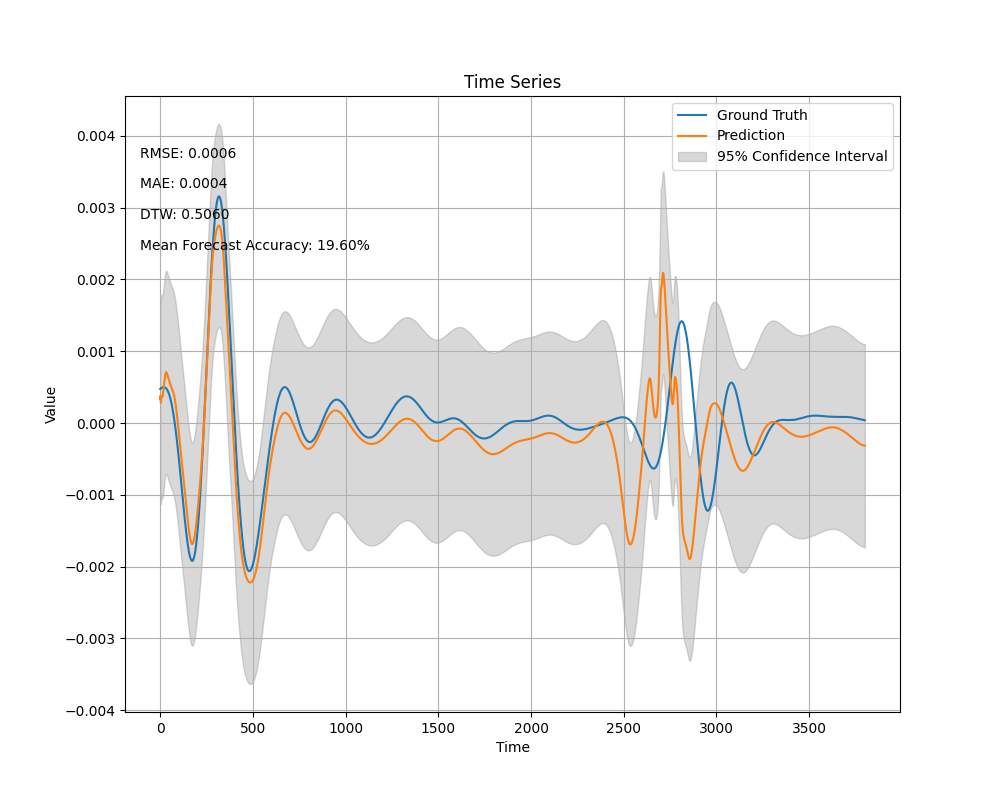 Time Series
Ground Truth
Prediction
95% Confidence Interval
RMSE: 0.0006
MAE: 0.0004
DTW: 0.5060
Mean Forecast Accuracy: 19.60%
0.004
0.003
0.002
0.001
0.000
−0.001
−0.002
−0.003
−0.004
Value
0
500
1000
1500
2000
2500
3000
3500
Time